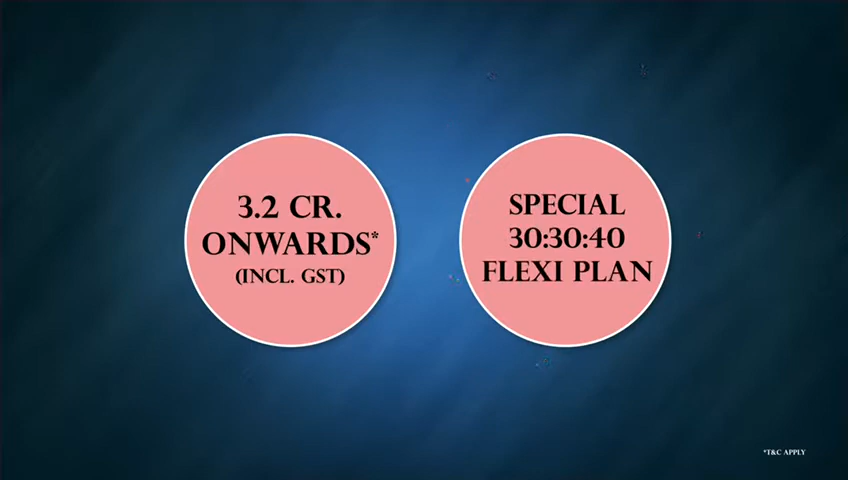 3.2 CR.
ONWARDS*
(INCL. GST)
SPECIAL
30:30:40
FLEXI PLAN
*T&C APPLY